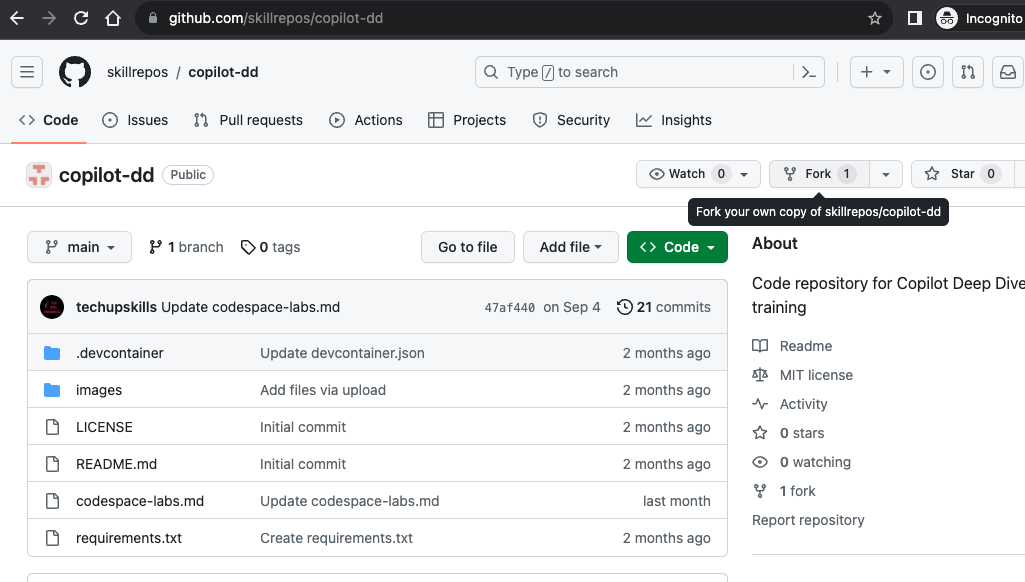 github.com/skillrepos/copilot-dd
Incognito
skillrepos / copilot-dd
Type / to search
Code Issues Pull requests Actions Projects Security Insights
copilot-dd Public
Watch 0 Fork 1 Star 0
Fork your own copy of skillrepos/copilot-dd
main 1 branch 0 tags Go to file Add file Code
techupskills Update codespace-labs.md 47af440 on Sep 4 21 commits
.devcontainer Update devcontainer.json 2 months ago
images Add files via upload 2 months ago
LICENSE Initial commit 2 months ago
README.md Initial commit 2 months ago
codespace-labs.md Update codespace-labs.md last month
requirements.txt Create requirements.txt 2 months ago
About
Code repository for Copilot Deep Dive
training
Readme
MIT license
Activity
0 stars
0 watching
1 fork
Report repository